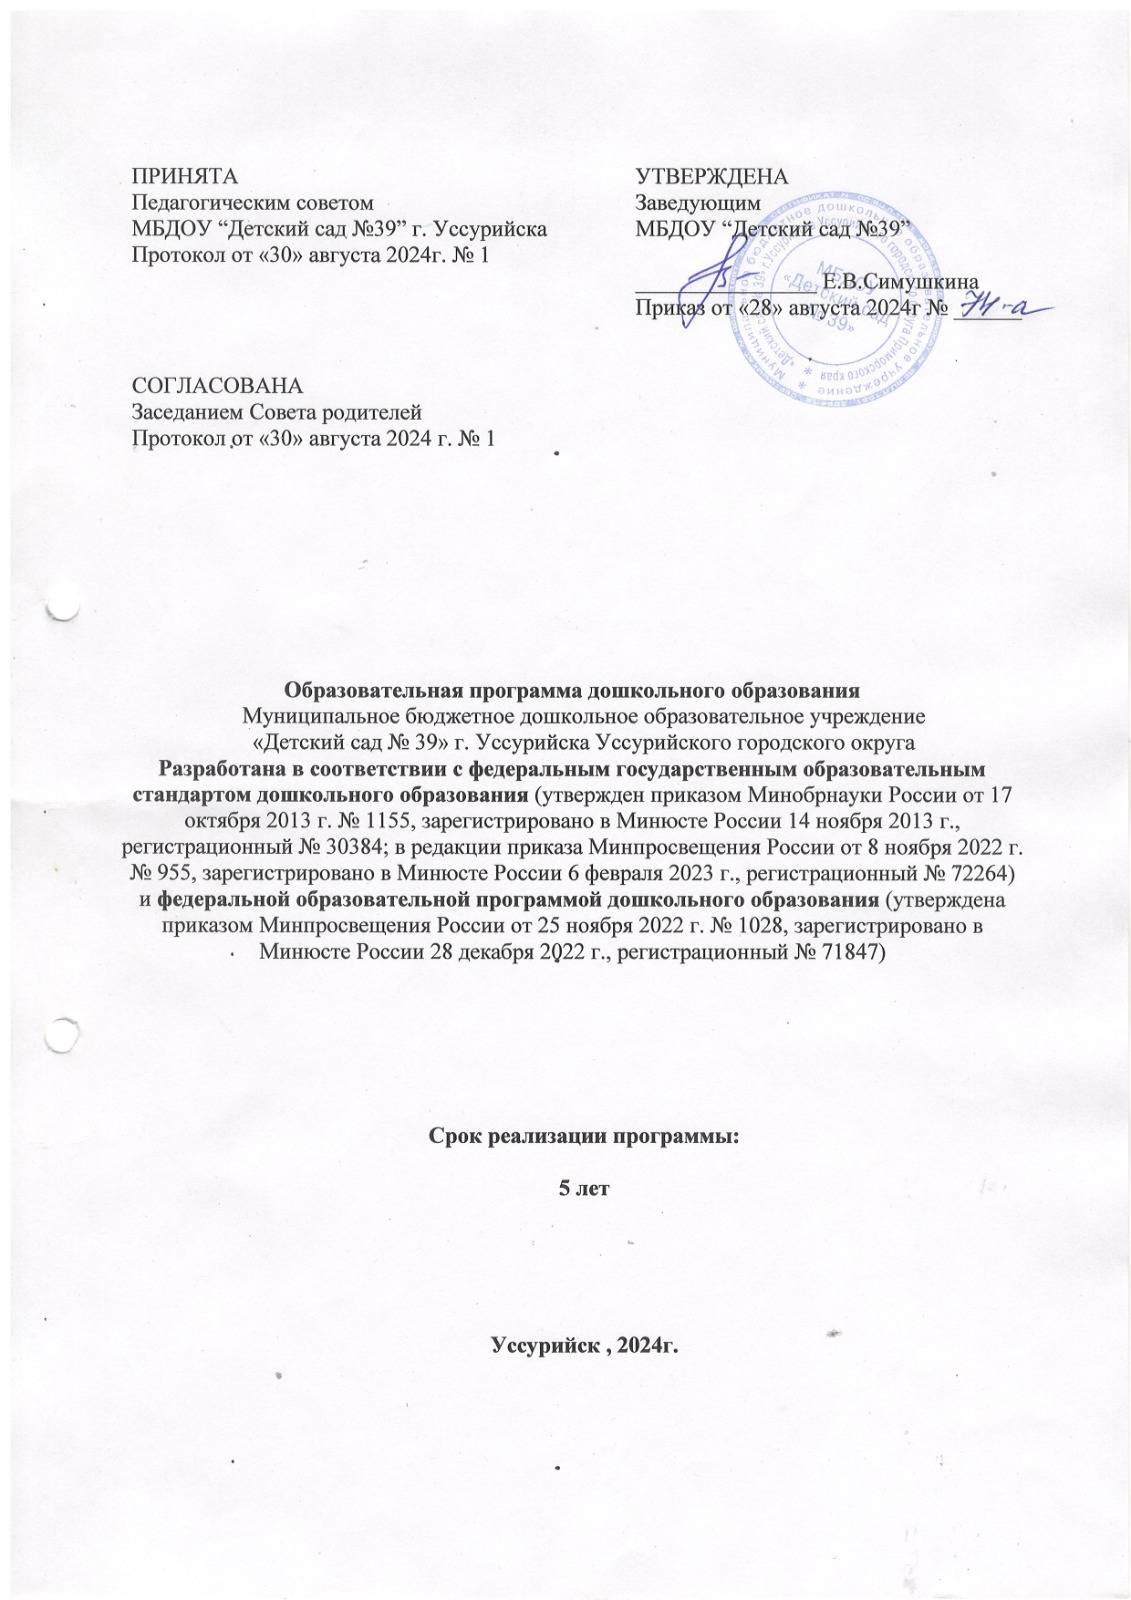 ПРИНЯТА
Педагогическим советом
МБДОУ “Детский сад №39” г. Уссурийска
Протокол от «30» августа 2024г. № 1
УТВЕРЖДЕНА
Заведующим
МБДОУ “Детский сад №39”
Е.В.Симушкина
Приказ от «28» августа 2024г № 74-а
МБДОУ
«Детский сад
№ 39»
СОГЛАСОВАНА
Заседанием Совета родителей
Протокол от «30» августа 2024 г. № 1
Образовательная программа дошкольного образования
Муниципальное бюджетное дошкольное образовательное учреждение
«Детский сад № 39» г. Уссурийска Уссурийского городского округа
Разработана в соответствии с федеральным государственным образовательным
стандартом дошкольного образования (утвержден приказом Минобрнауки России от 17
октября 2013 г. № 1155, зарегистрировано в Минюсте России 14 ноября 2013 г.,
регистрационный № 30384; в редакции приказа Минпросвещения России от 8 ноября 2022 г.
№ 955, зарегистрировано в Минюсте России 6 февраля 2023 г., регистрационный № 72264)
и федеральной образовательной программой дошкольного образования (утверждена
приказом Минпросвещения России от 25 ноября 2022 г. № 1028, зарегистрировано в
Минюсте России 28 декабря 2022 г., регистрационный № 71847)
Срок реализации программы:
5 лет
Уссурийск , 2024г.